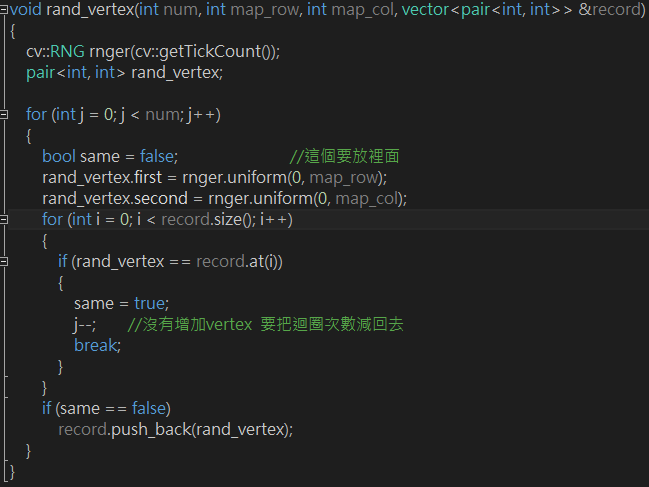 void rand_vertex(int num, int map_row, int map_col, vector<pair<int, int>> &record)
{
cv::RNG rnger(cv::getTickCount());
pair<int, int> rand_vertex;
for (int j = 0; j < num; j++)
{
bool same = false; //這個要放裡面
rand_vertex.first = rnger.uniform(0, map_row);
rand_vertex.second = rnger.uniform(0, map_col);
for (int i = 0; i < record.size(); i++)
{
if (rand_vertex == record.at(i))
{
same = true;
j--; //沒有增加vertex 要把迴圈次數減回去
break;
}
}
if (same == false)
record.push_back(rand_vertex);
}
}